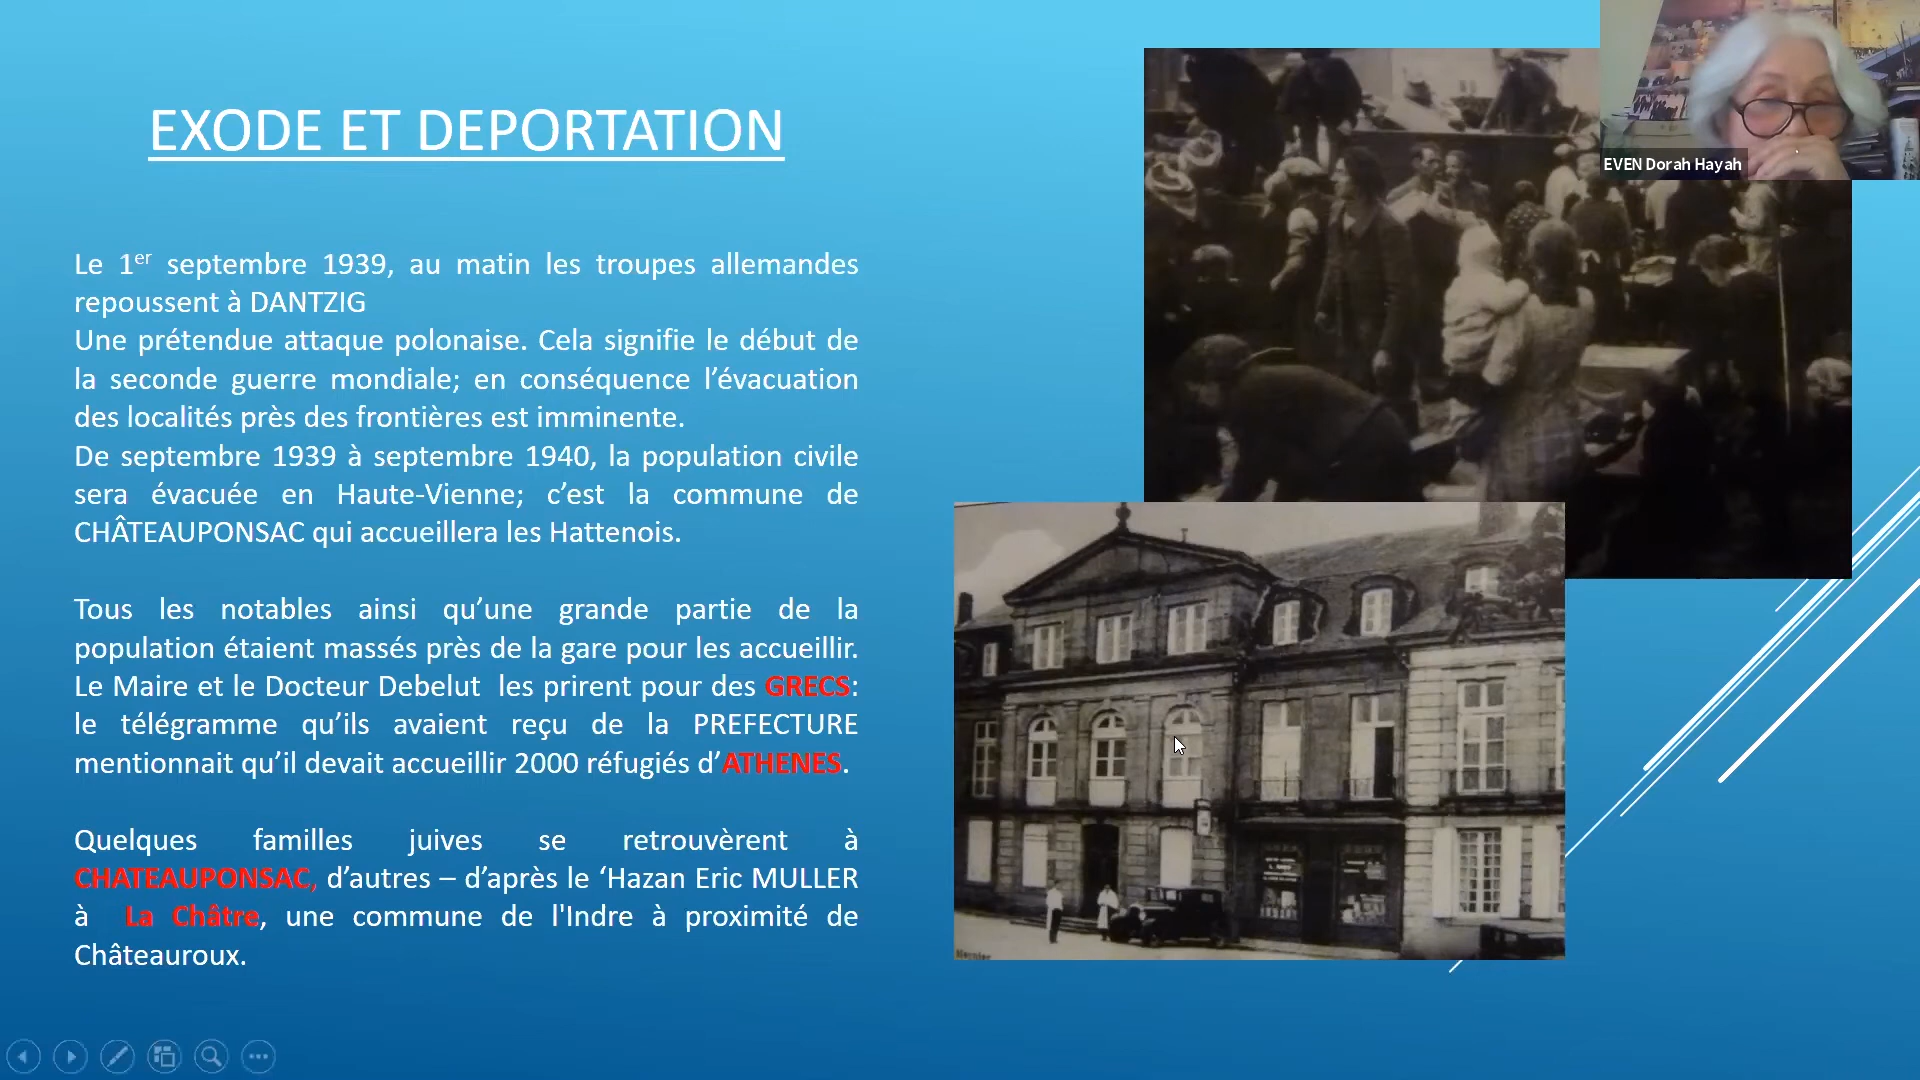 EXODE ET DEPORTATION
EVEN Dorah Hayah
Le 1er septembre 1939, au matin les troupes allemandes
repoussent à DANTZIG
Une prétendue attaque polonaise. Cela signifie le début de
la seconde guerre mondiale; en conséquence l’évacuation
des localités près des frontières est imminente.
De septembre 1939 à septembre 1940, la population civile
sera évacuée en Haute-Vienne; c’est la commune de
CHÂTEAUPONSAC qui accueillera les Hattenois.
Tous les notables ainsi qu’une grande partie de la
population étaient massés près de la gare pour les accueillir.
Le Maire et le Docteur Debelut les prirent pour des GRECS:
le télégramme qu’ils avaient reçu de la PREFECTURE
mentionnait qu’il devait accueillir 2000 réfugiés d’ATHENES.
Quelques familles juives se retrouvèrent à
CHATEAUPONSAC, d’autres – d’après le ‘Hazan Eric MULLER
à La Châtre, une commune de l'Indre à proximité de
Châteauroux.